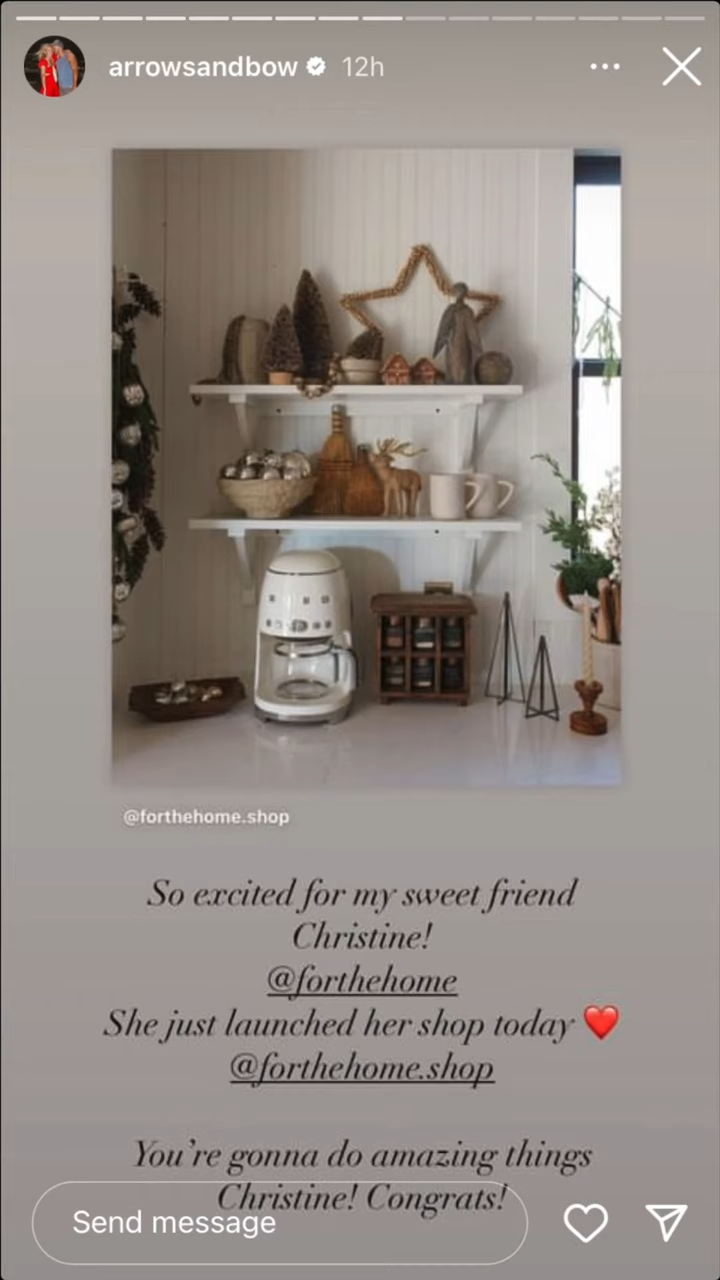 arrowsandbow 12h
@forthehome.shop
So excited for my sweet friend
Christine!
@forthehome
She just launched her shop today ❤️
@forthehome.shop
You're gonna do amazing things
Christine! Congrats!
Send message